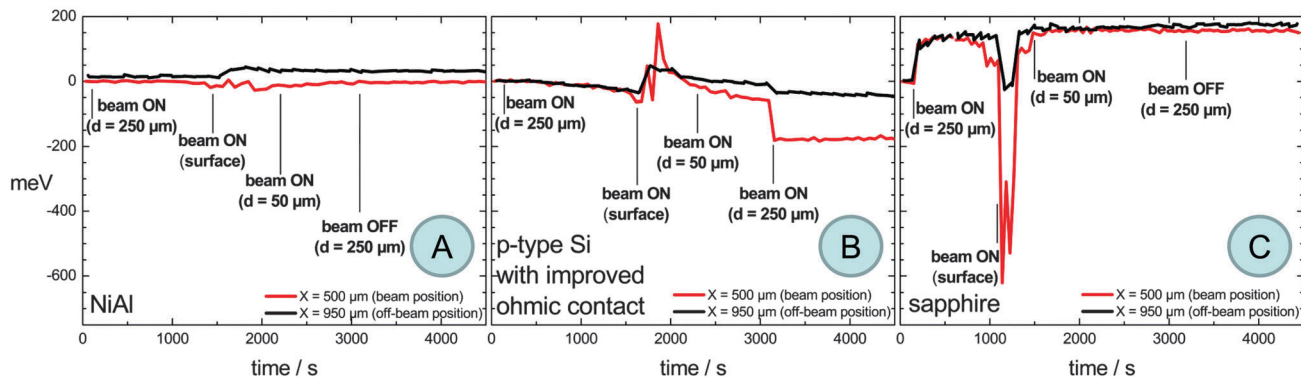 200
100
0
-200
-400
-600
meV
beam ON
(d = 250 µm)
beam ON
(surface)
beam ON
(d = 50 µm)
beam OFF
(d = 250 µm)
A
NiAl
X = 500 µm (beam position)
X = 950 µm (off-beam position)
0 1000 2000 3000 4000
time / s
beam ON
(d = 250 µm)
beam ON
(surface)
beam ON
(d = 50 µm)
beam ON
(d = 250 µm)
B
p-type Si
with improved
ohmic contact
X = 500 µm (beam position)
X = 950 µm (off-beam position)
0 1000 2000 3000 4000
time / s
beam ON
(d = 250 µm)
beam ON
(d = 50 µm)
beam OFF
(d = 250 µm)
beam ON
(surface)
C
sapphire
X = 500 µm (beam position)
X = 950 µm (off-beam position)
0 1000 2000 3000 4000
time / s